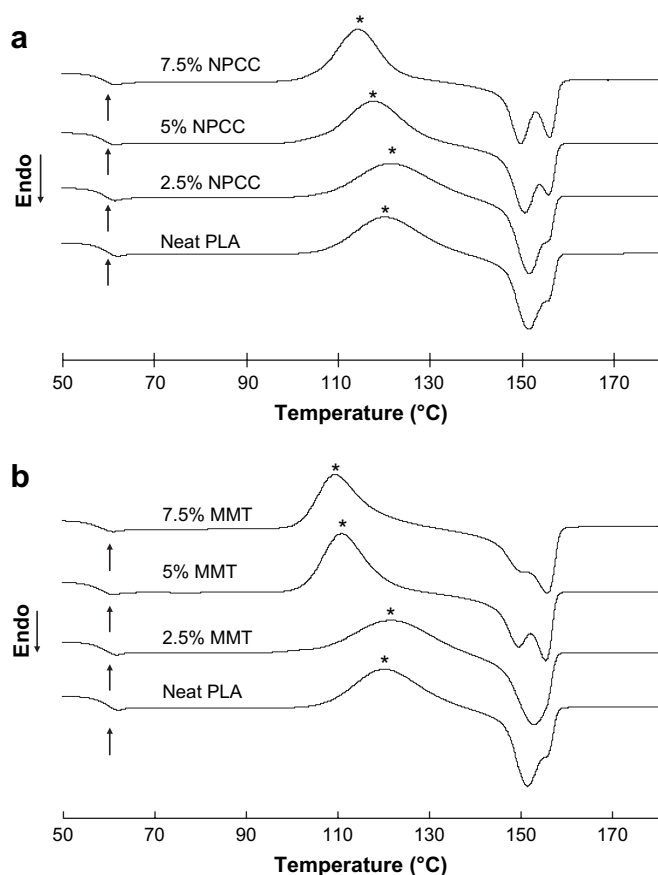 a
*
7.5% NPCC
*
5% NPCC
*
2.5% NPCC
*
Neat PLA
Endo
50 70 90 110 130 150 170
Temperature (°C)
b
*
7.5% MMT
*
5% MMT
*
2.5% MMT
*
Neat PLA
Endo
50 70 90 110 130 150 170
Temperature (°C)